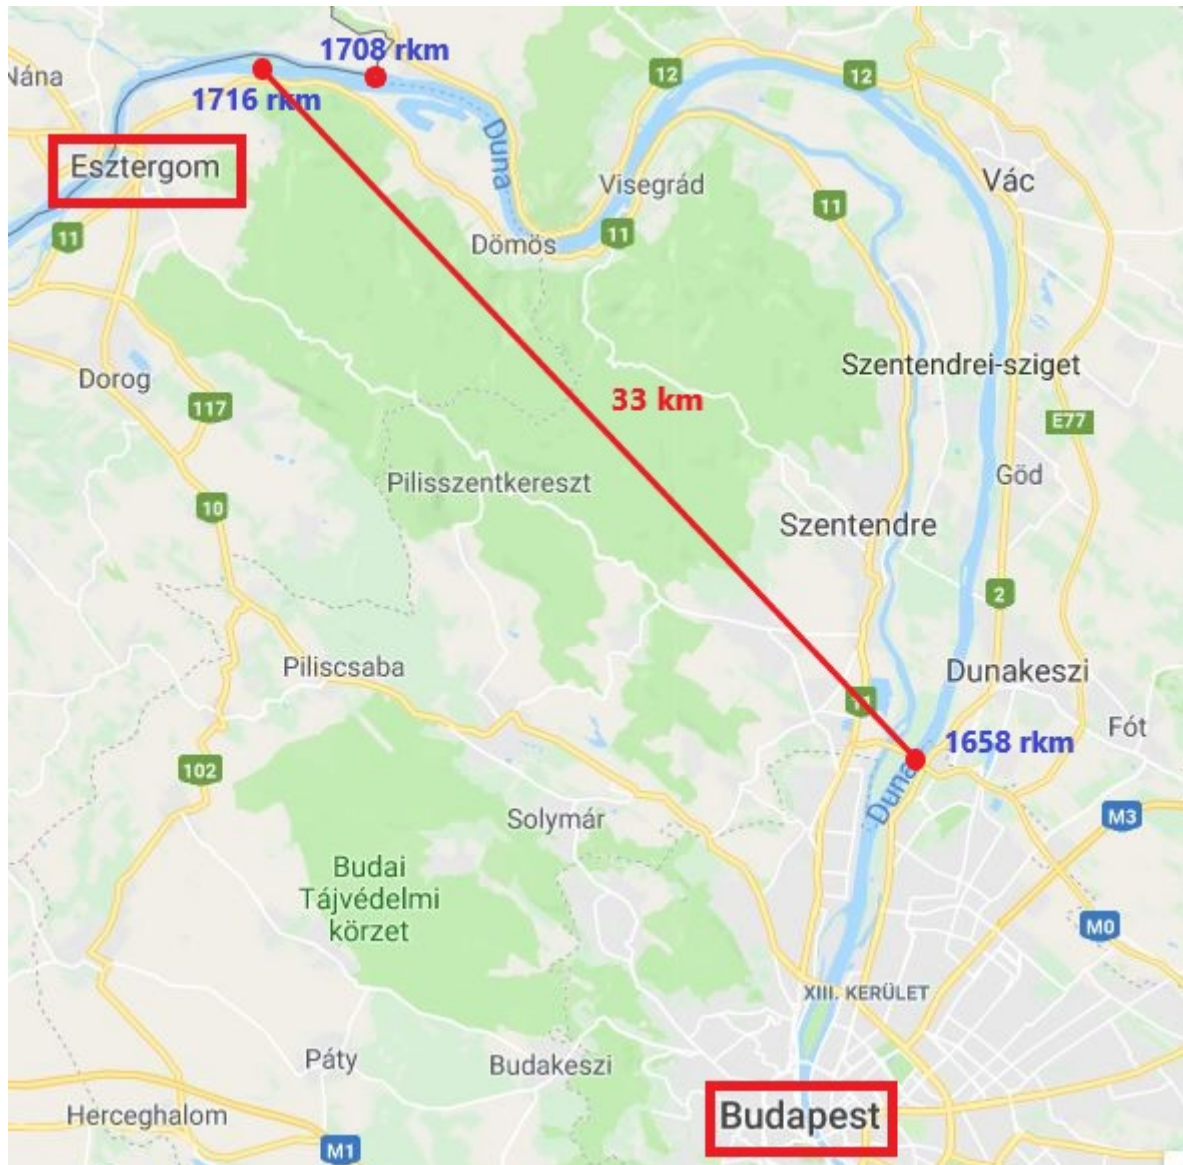 1708 rkm
12
12
Nána
1716 rkm
Duna
Esztergom
Visegrád
Vác
11
11
11
Dömös
Szentendrei-sziget
Dorog
33 km
117
E77
Göd
Pilisszentkereszt
10
Szentendre
2
Piliscsaba
Dunakeszi
11
Fót
1658 rkm
102
Duna
Solymár
M3
Budai
Tájvédelmi
körzet
M0
XIII. KERÜLET
Páty
Budakeszi
Herceghalom
Budapest
M1